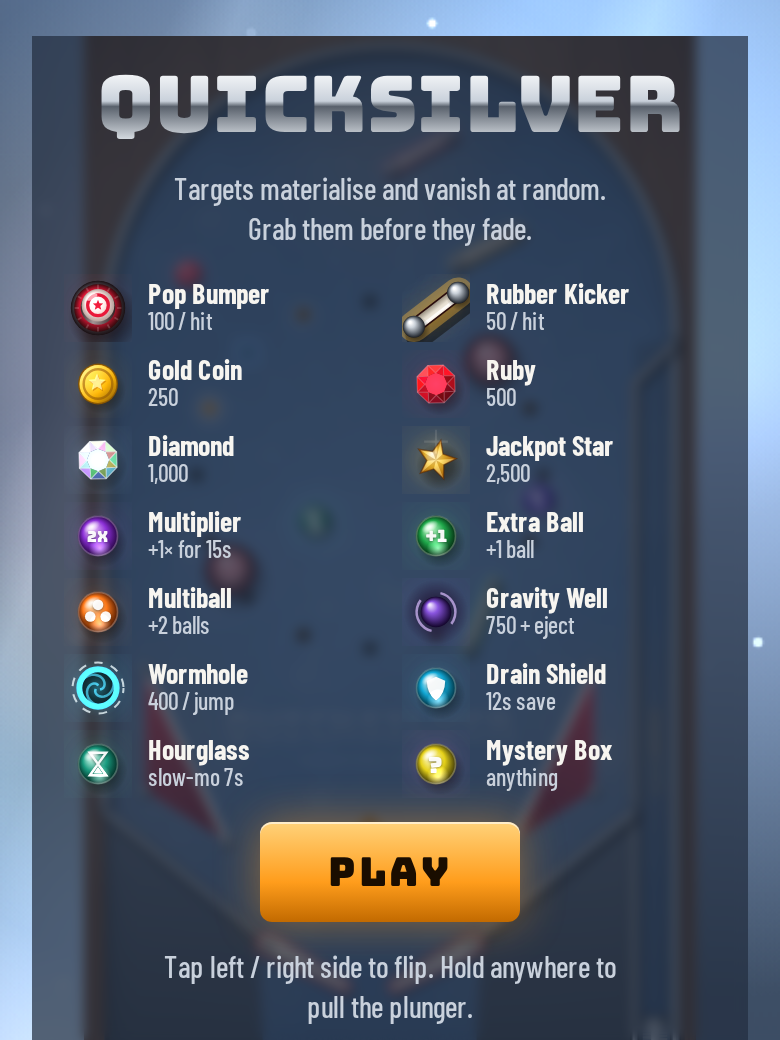 QUICKSILVER
Targets materialise and vanish at random.
Grab them before they fade.
Pop Bumper
100 / hit
Rubber Kicker
50 / hit
Gold Coin
250
Ruby
500
Diamond
1,000
Jackpot Star
2,500
2X
Multiplier
+1× for 15s
+1
Extra Ball
+1 ball
Multiball
+2 balls
Gravity Well
750 + eject
Wormhole
400 / jump
Drain Shield
12s save
Hourglass
slow-mo 7s
?
Mystery Box
anything
PLAY
Tap left / right side to flip. Hold anywhere to
pull the plunger.